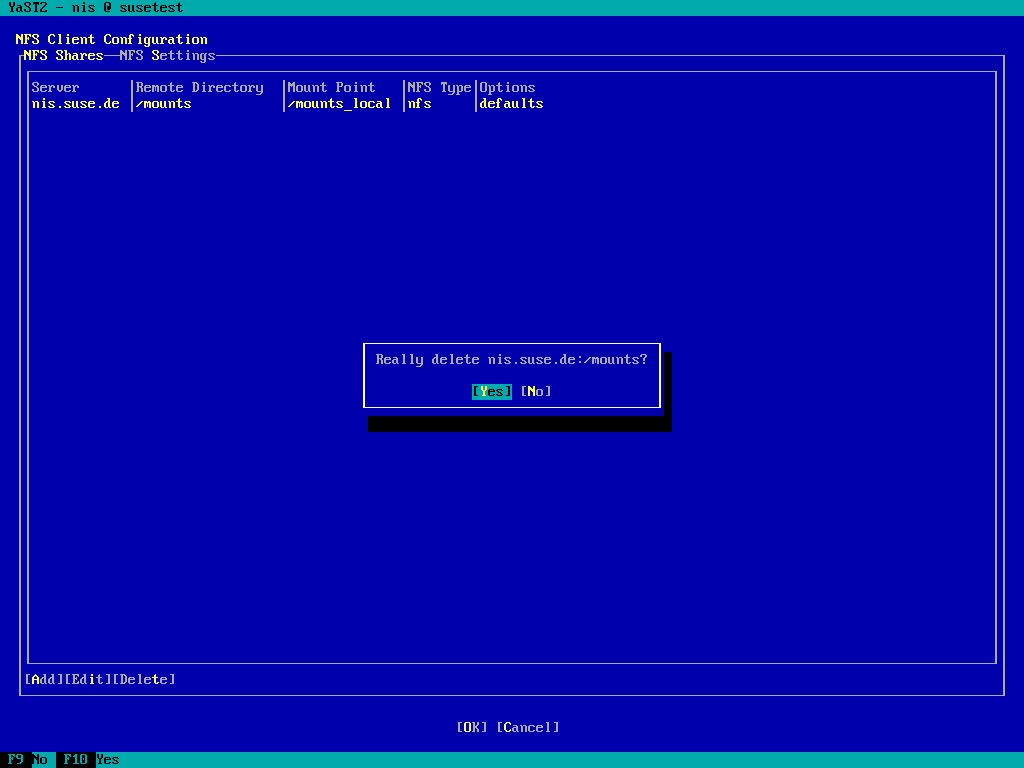 YaST2 - nis @ susetest
NFS Client Configuration
NFS Shares NFS Settings
Server Remote Directory Mount Point NFS Type Options
nis.suse.de /mounts /mounts_local nfs defaults
Really delete nis.suse.de:/mounts?
[Yes] [No]
[Add][Edit][Delete]
[OK] [Cancel]
F9 No F10 Yes